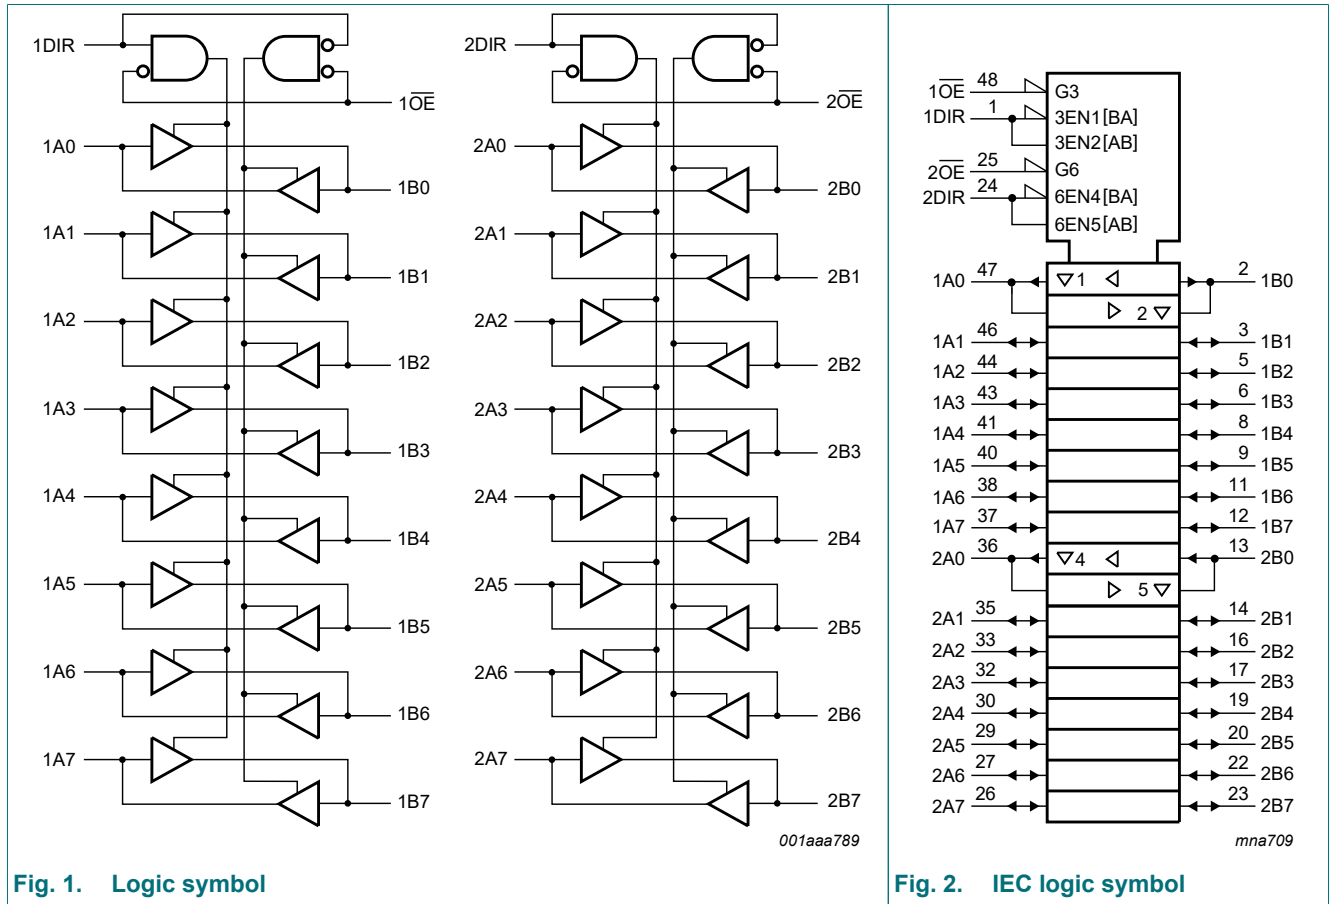 1DIR
1O̅E̅
1A0
1B0
1A1
1B1
1A2
1B2
1A3
1B3
1A4
1B4
1A5
1B5
1A6
1B6
1A7
1B7
2DIR
2O̅E̅
2A0
2B0
2A1
2B1
2A2
2B2
2A3
2B3
2A4
2B4
2A5
2B5
2A6
2B6
2A7
2B7
001aaa789
Fig. 1. Logic symbol
1O̅E̅ 48 G3
1DIR 1 3EN1[BA]
3EN2[AB]
2O̅E̅ 25 G6
2DIR 24 6EN4[BA]
6EN5[AB]
1A0 47 ▽1 ◁ 2 1B0
▷ 2▽
1A1 46 3 1B1
1A2 44 5 1B2
1A3 43 6 1B3
1A4 41 8 1B4
1A5 40 9 1B5
1A6 38 11 1B6
1A7 37 12 1B7
2A0 36 ▽4 ◁ 13 2B0
▷ 5▽
2A1 35 14 2B1
2A2 33 16 2B2
2A3 32 17 2B3
2A4 30 19 2B4
2A5 29 20 2B5
2A6 27 22 2B6
2A7 26 23 2B7
mna709
Fig. 2. IEC logic symbol